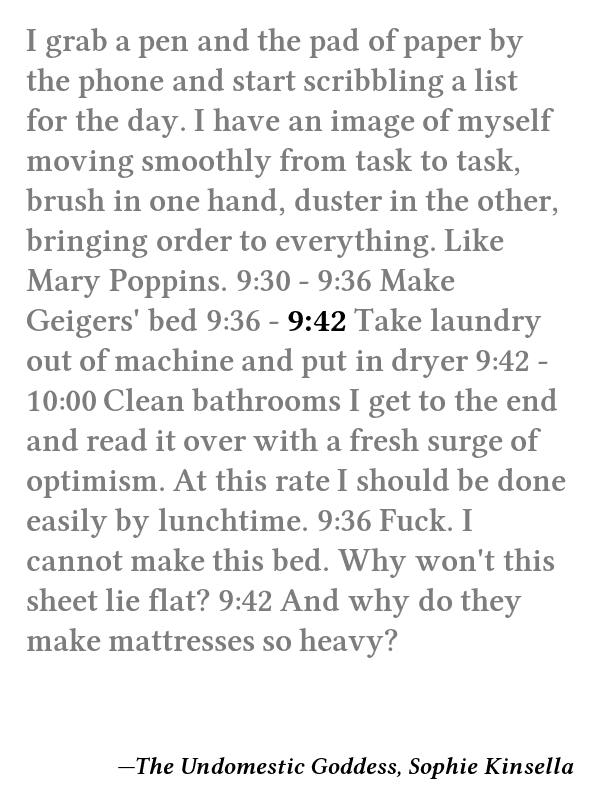 I grab a pen and the pad of paper by
the phone and start scribbling a list
for the day. I have an image of myself
moving smoothly from task to task,
brush in one hand, duster in the other,
bringing order to everything. Like
Mary Poppins. 9:30 - 9:36 Make
Geigers' bed 9:36 - 9:42 Take laundry
out of machine and put in dryer 9:42 -
10:00 Clean bathrooms I get to the end
and read it over with a fresh surge of
optimism. At this rate I should be done
easily by lunchtime. 9:36 Fuck. I
cannot make this bed. Why won't this
sheet lie flat? 9:42 And why do they
make mattresses so heavy?
—The Undomestic Goddess, Sophie Kinsella